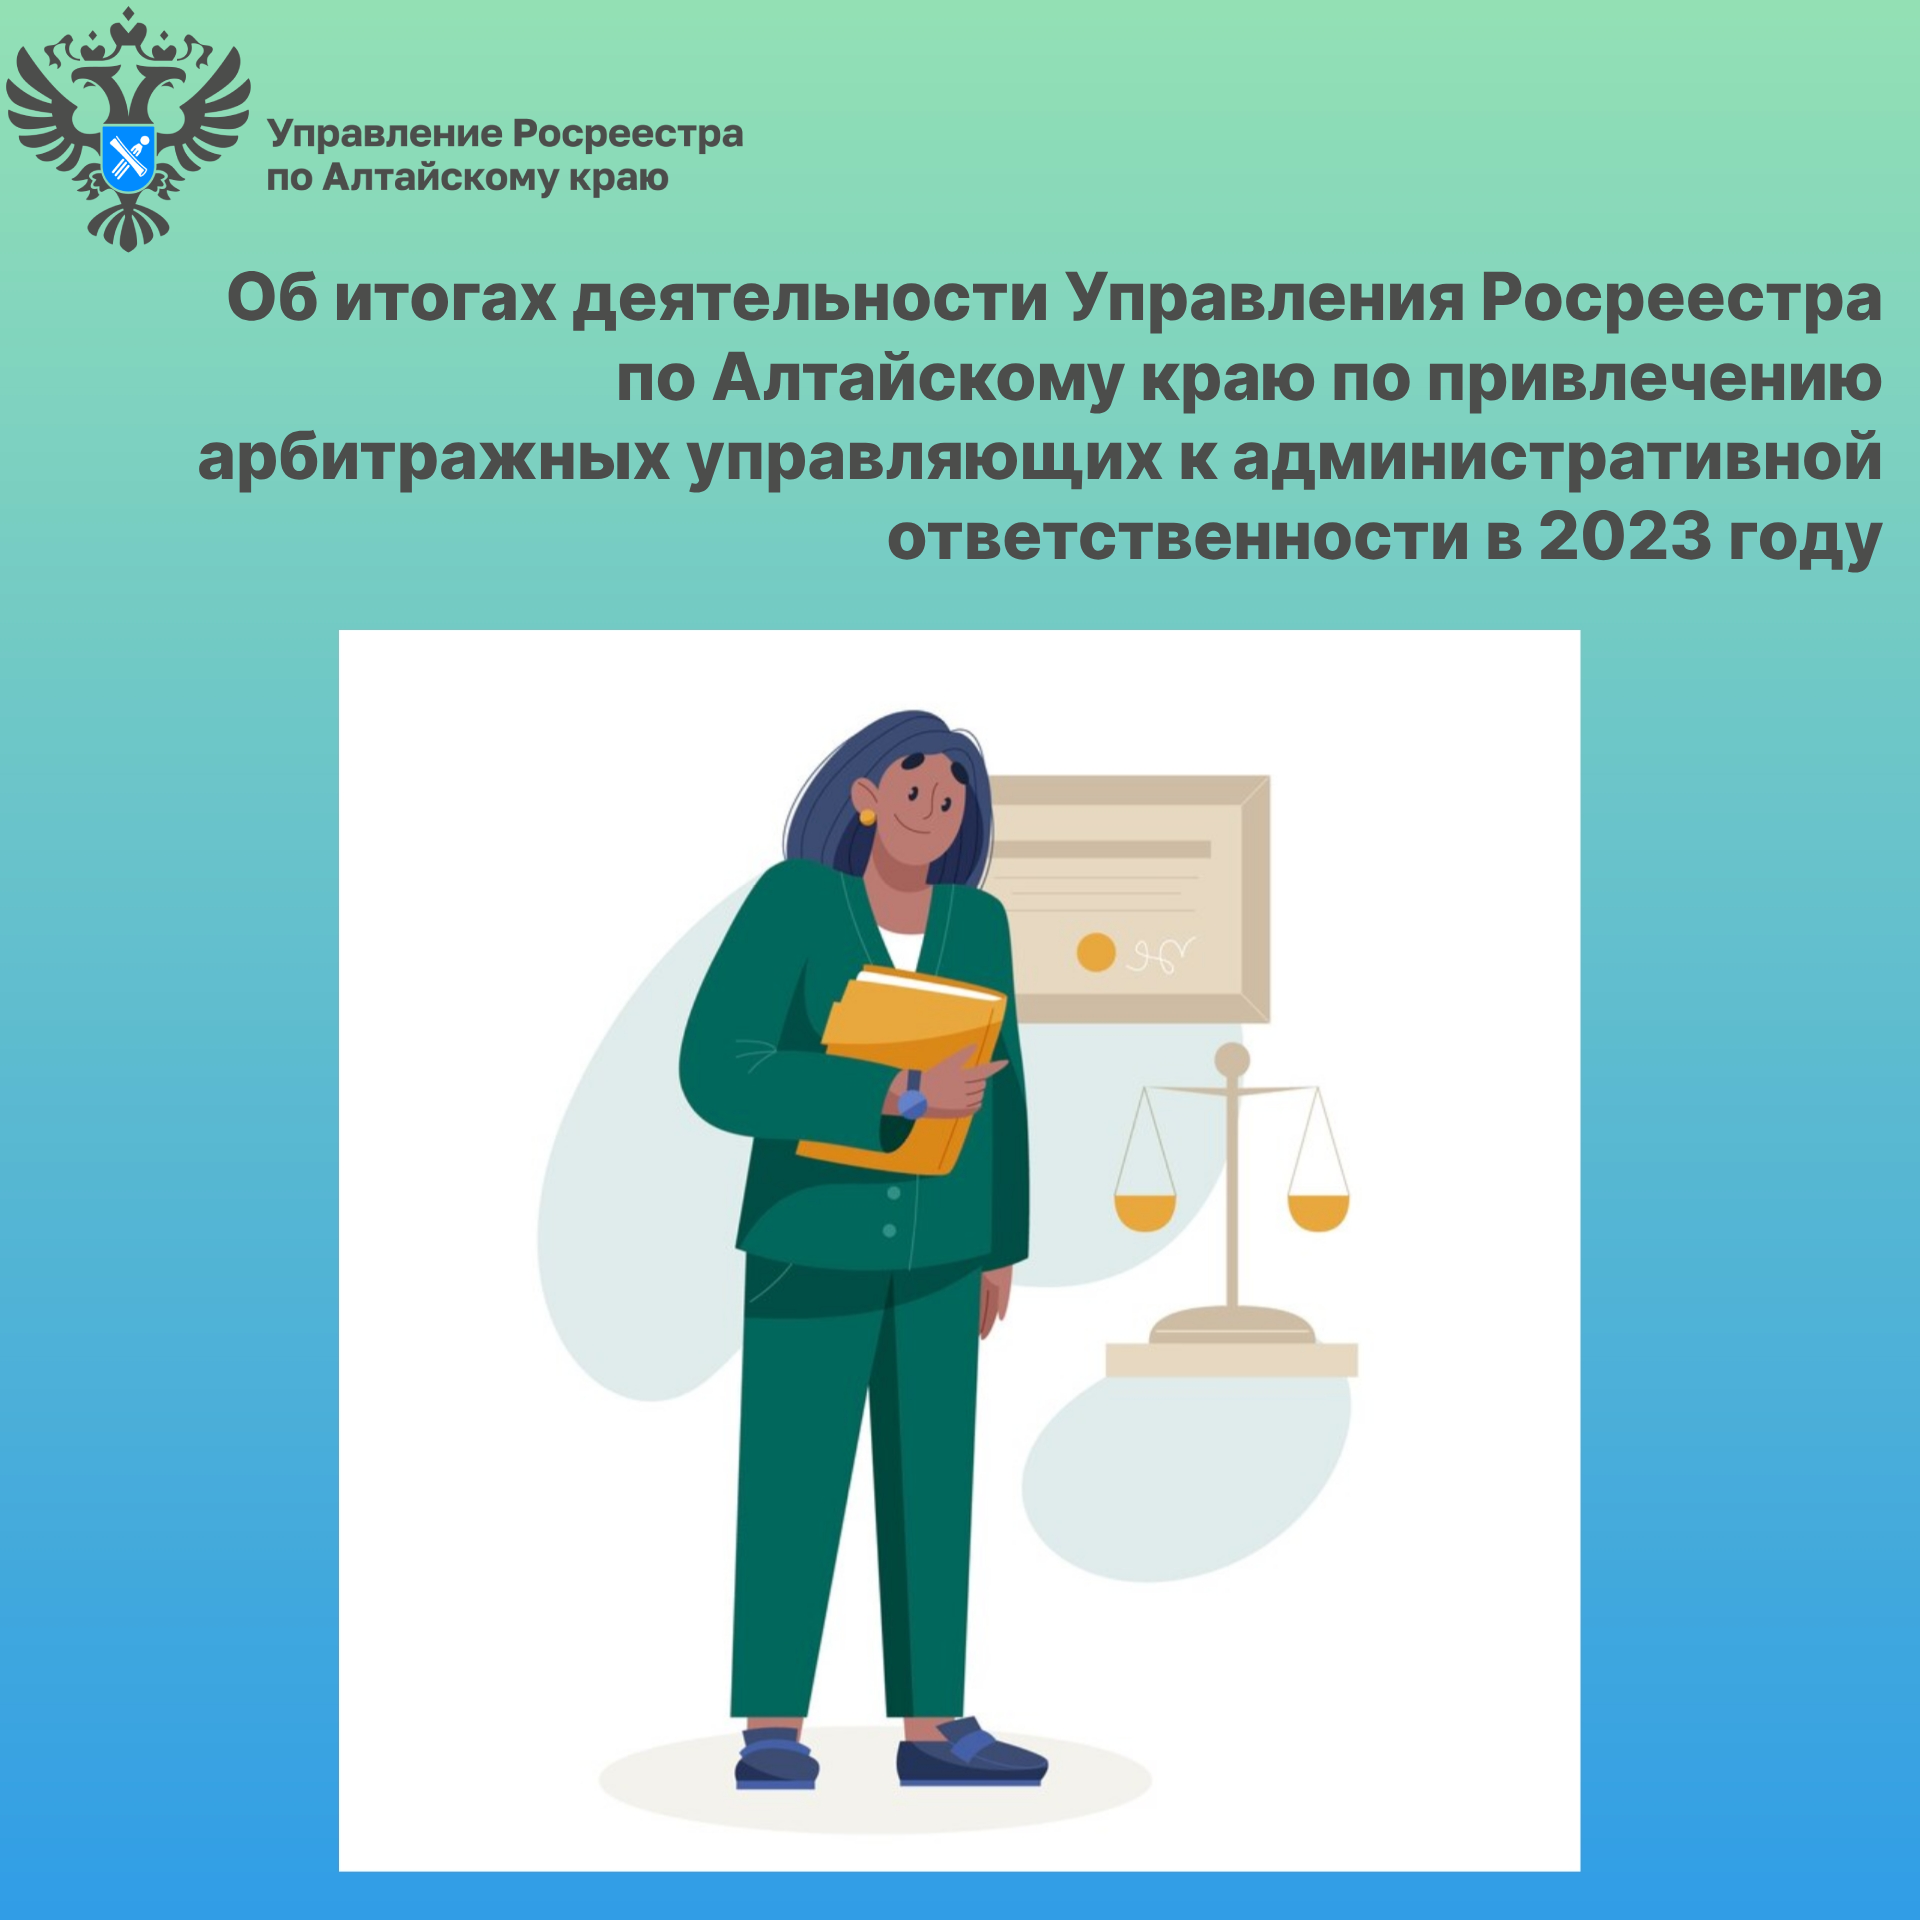 Управление Росреестра
по Алтайскому краю
Об итогах деятельности Управления Росреестра
по Алтайскому краю по привлечению
арбитражных управляющих к административной
ответственности в 2023 году